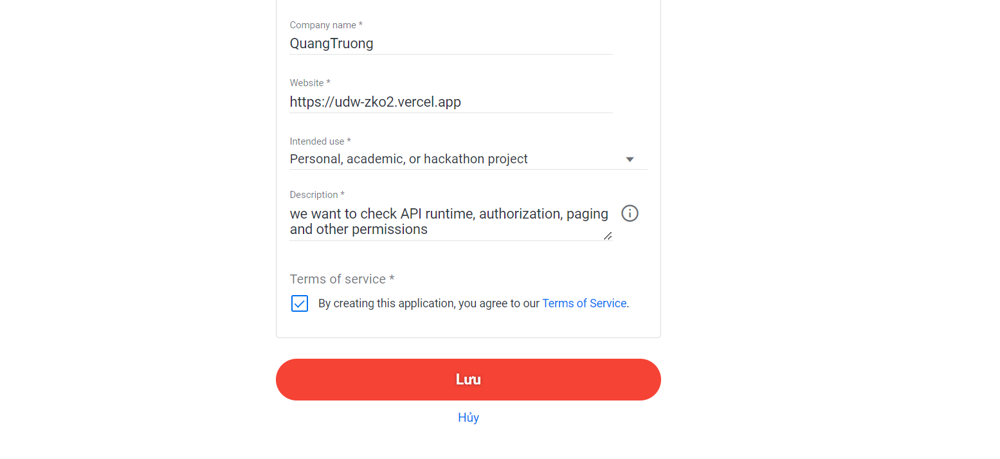 Company name *
QuangTruong
Website *
https://udw-zko2.vercel.app
Intended use *
Personal, academic, or hackathon project
Description *
we want to check API runtime, authorization, paging
and other permissions
Terms of service *
By creating this application, you agree to our Terms of Service.
Lưu
Hủy